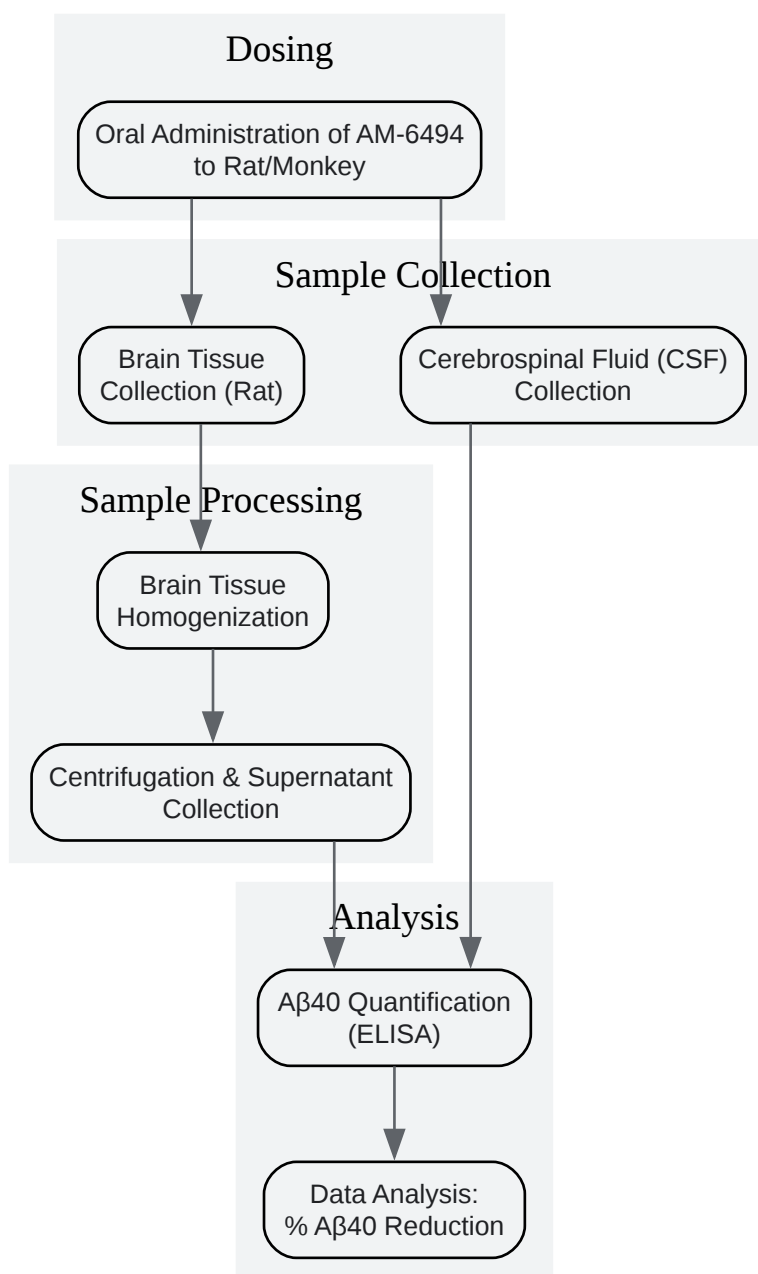 Dosing
Oral Administration of AM-6494
to Rat/Monkey
Sample Collection
Brain Tissue
Collection (Rat)
Cerebrospinal Fluid (CSF)
Collection
Sample Processing
Brain Tissue
Homogenization
Centrifugation & Supernatant
Collection
Analysis
Aβ40 Quantification
(ELISA)
Data Analysis:
% Aβ40 Reduction